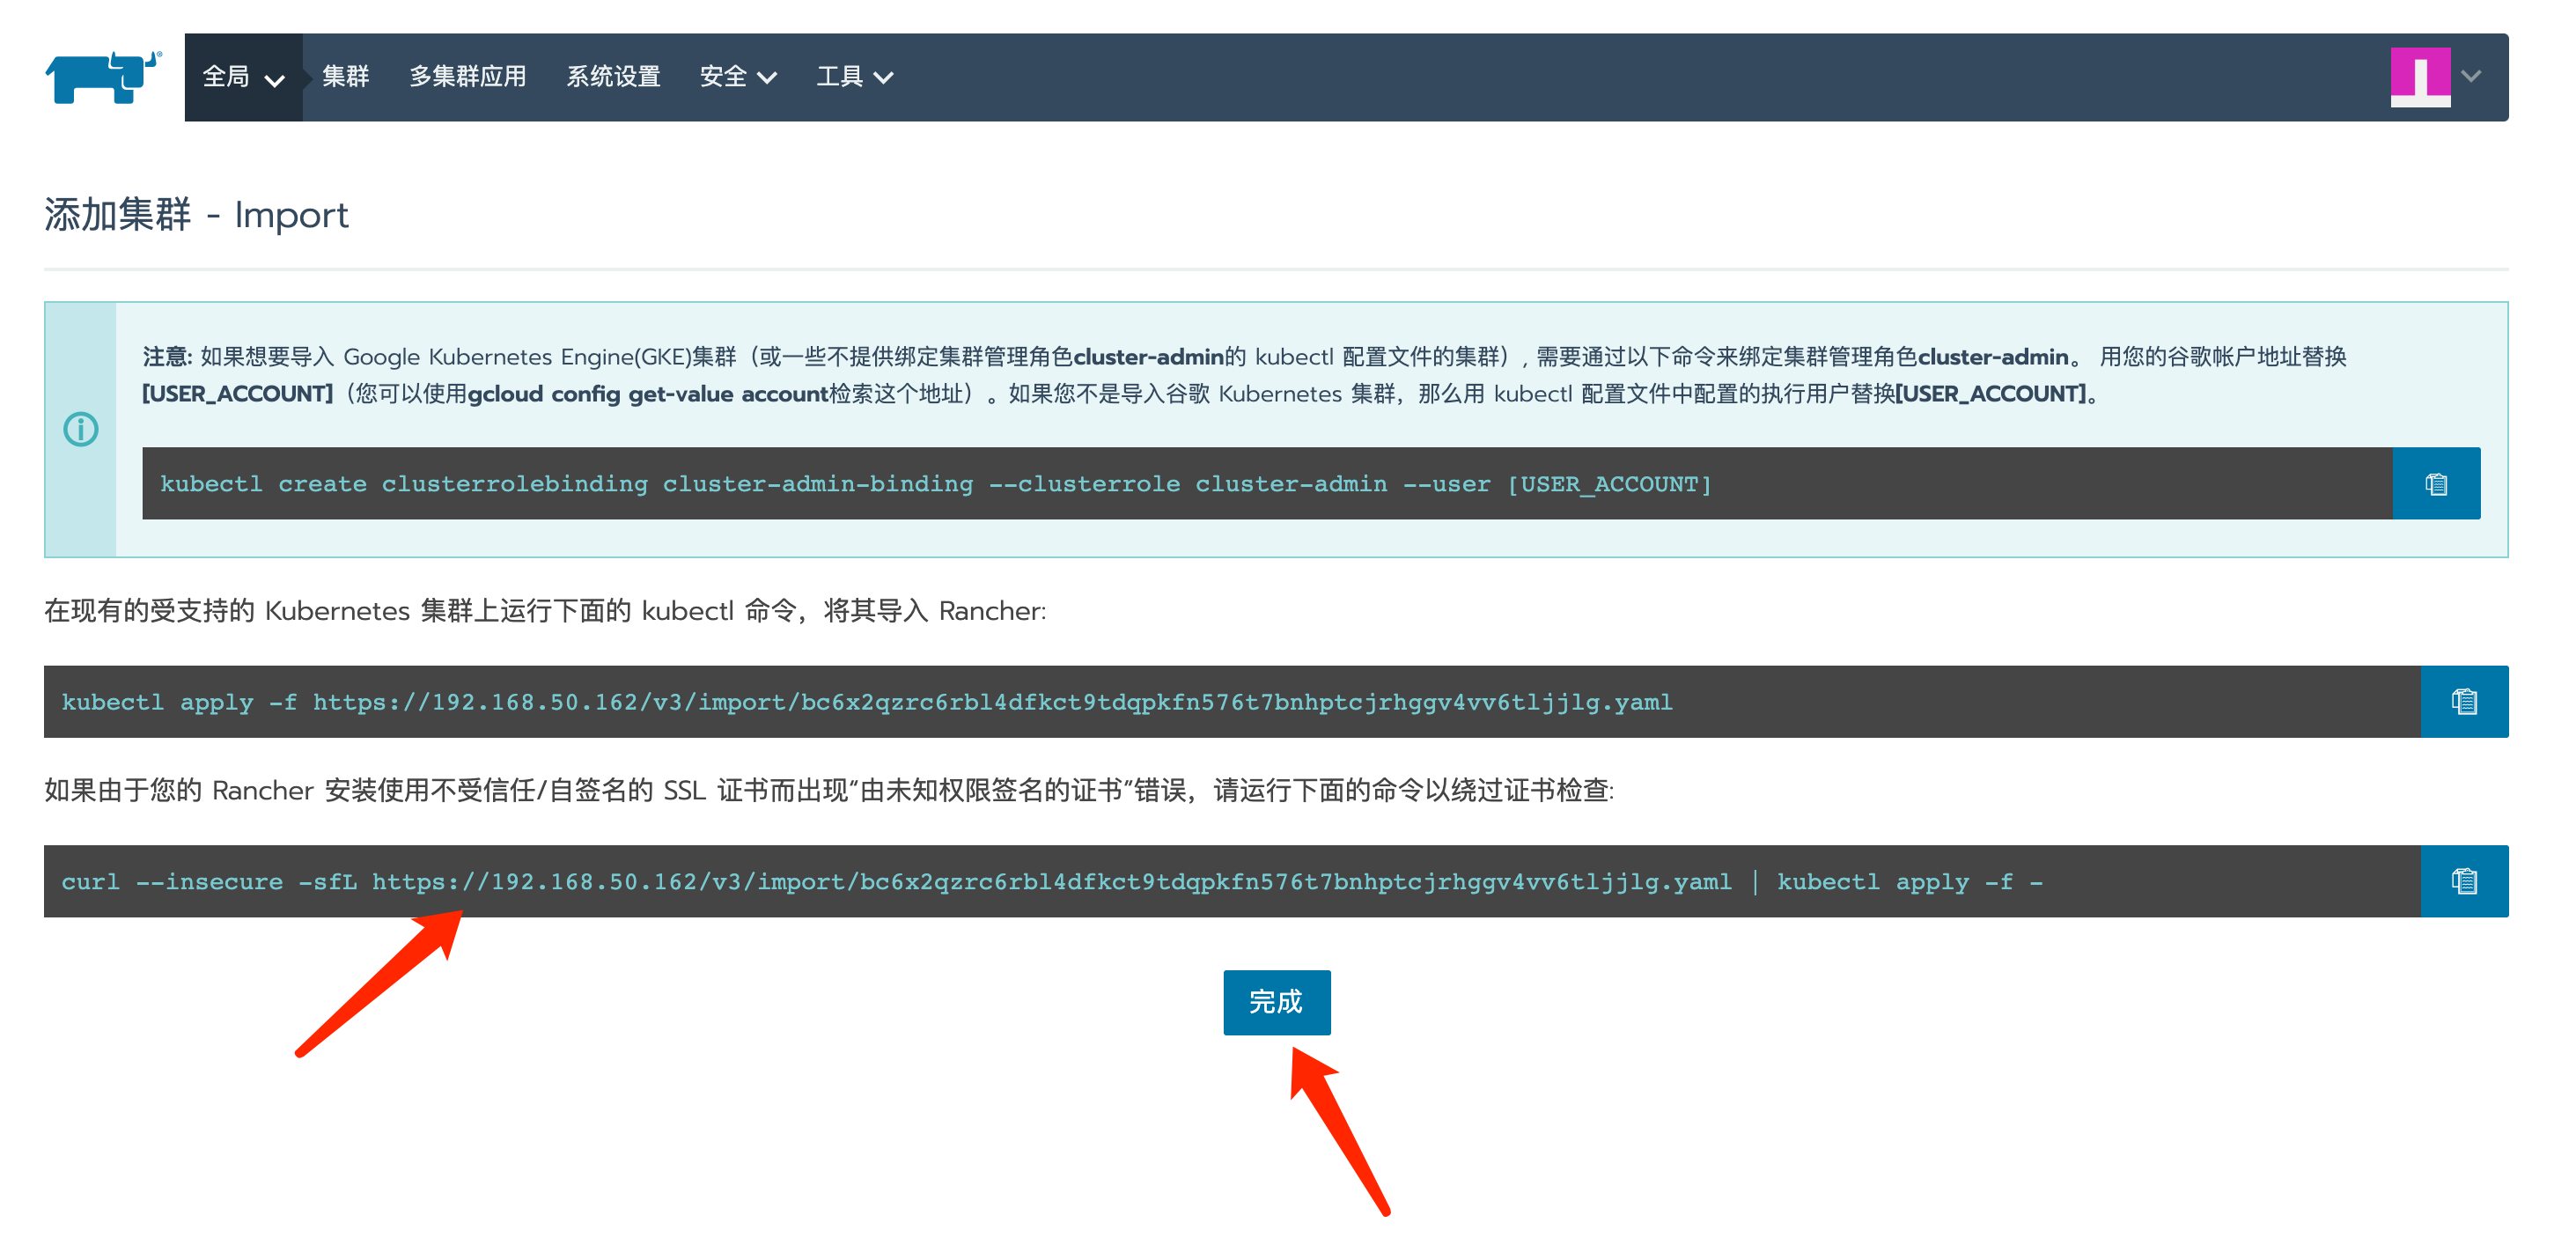 全局 集群 多集群应用 系统设置 安全 工具
添加集群 - Import
注意: 如果想要导入 Google Kubernetes Engine(GKE)集群（或一些不提供绑定集群管理角色cluster-admin的 kubectl 配置文件的集群）, 需要通过以下命令来绑定集群管理角色cluster-admin。 用您的谷歌帐户地址替换
[USER_ACCOUNT]（您可以使用gcloud config get-value account检索这个地址）。如果您不是导入谷歌 Kubernetes 集群，那么用 kubectl 配置文件中配置的执行用户替换[USER_ACCOUNT]。
kubectl create clusterrolebinding cluster-admin-binding --clusterrole cluster-admin --user [USER_ACCOUNT]
在现有的受支持的 Kubernetes 集群上运行下面的 kubectl 命令，将其导入 Rancher:
kubectl apply -f https://192.168.50.162/v3/import/bc6x2qzrc6rbl4dfkct9tdqpkfn576t7bnhptcjrhggv4vv6tljjlg.yaml
如果由于您的 Rancher 安装使用不受信任/自签名的 SSL 证书而出现“由未知权限签名的证书”错误，请运行下面的命令以绕过证书检查:
curl --insecure -sfL https://192.168.50.162/v3/import/bc6x2qzrc6rbl4dfkct9tdqpkfn576t7bnhptcjrhggv4vv6tljjlg.yaml | kubectl apply -f -
完成